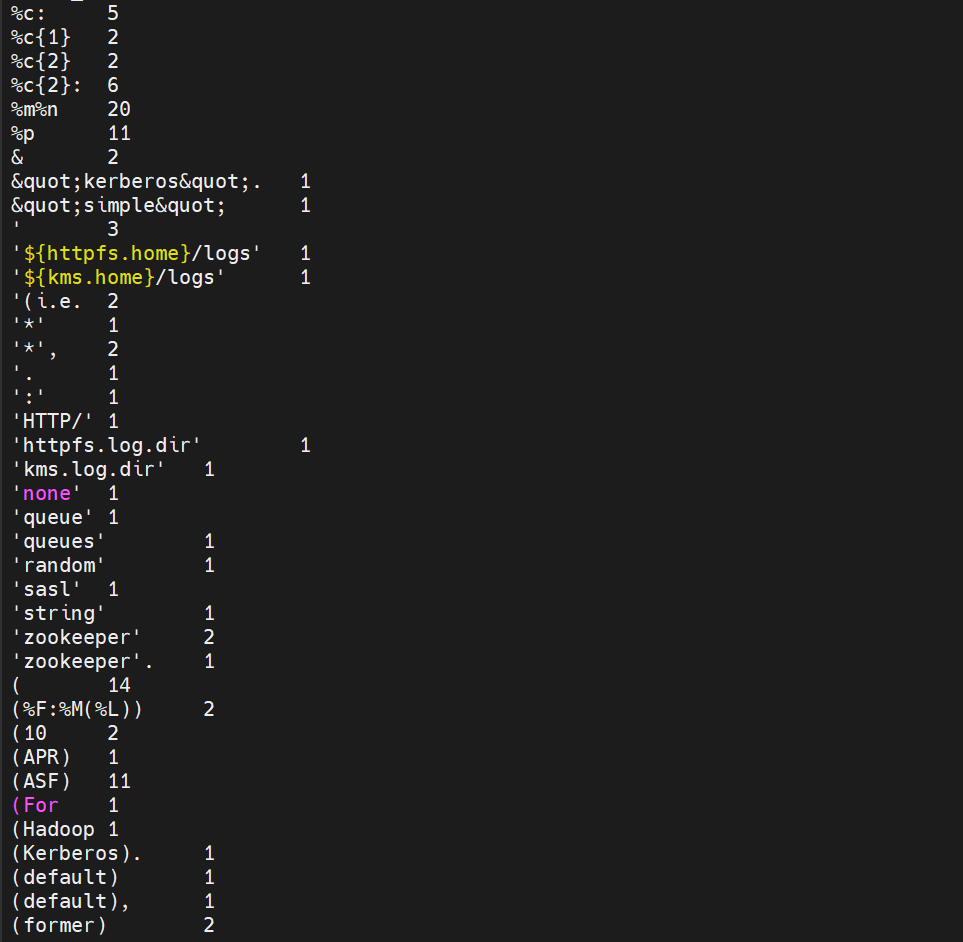 %c:	5
%c{1}	2
%c{2}	2
%c{2}:	6
%m%n	20
%p	11
&	2
&quot;kerberos&quot;.	1
&quot;simple&quot;	1
'	3
'${httpfs.home}/logs'	1
'${kms.home}/logs'	1
'(i.e.	2
'*'	1
'*',	2
'.	1
':'	1
'HTTP/'	1
'httpfs.log.dir'	1
'kms.log.dir'	1
'none'	1
'queue'	1
'queues'	1
'random'	1
'sasl'	1
'string'	1
'zookeeper'	2
'zookeeper'.	1
(	14
(%F:%M(%L))	2
(10	2
(APR)	1
(ASF)	11
(For	1
(Hadoop	1
(Kerberos).	1
(default)	1
(default),	1
(former)	2